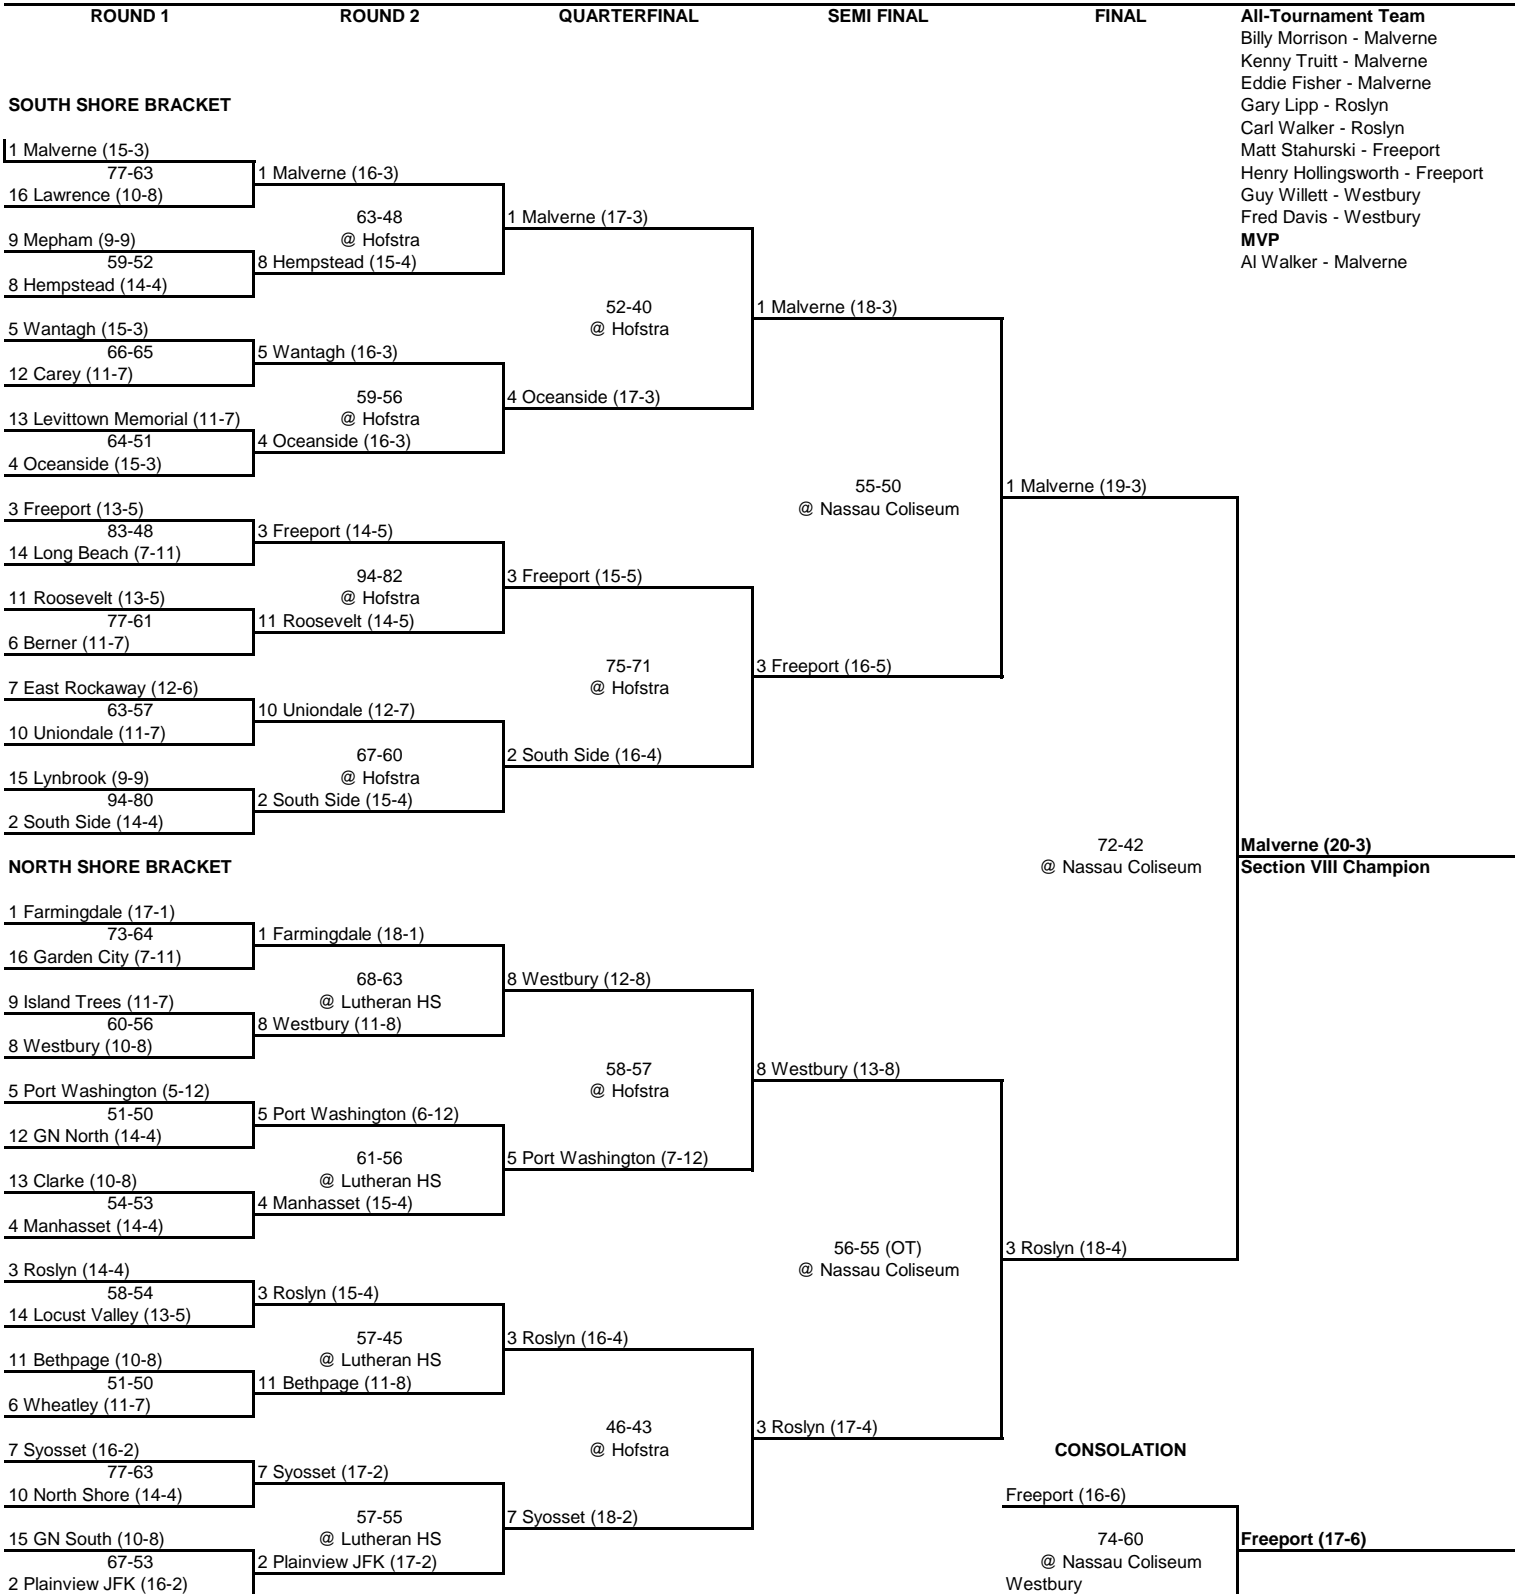 ROUND 1 ROUND 2 QUARTERFINAL SEMI FINAL FINAL All-Tournament Team
Billy Morrison - Malverne
Kenny Truitt - Malverne
Eddie Fisher - Malverne
Gary Lipp - Roslyn
Carl Walker - Roslyn
Matt Stahurski - Freeport
Henry Hollingsworth - Freeport
Guy Willett - Westbury
Fred Davis - Westbury
MVP
Al Walker - Malverne
SOUTH SHORE BRACKET
1 Malverne (15-3)
77-63
16 Lawrence (10-8)
9 Mepham (9-9)
59-52
8 Hempstead (14-4)
5 Wantagh (15-3)
66-65
12 Carey (11-7)
13 Levittown Memorial (11-7)
64-51
4 Oceanside (15-3)
3 Freeport (13-5)
83-48
14 Long Beach (7-11)
11 Roosevelt (13-5)
77-61
6 Berner (11-7)
7 East Rockaway (12-6)
63-57
10 Uniondale (11-7)
15 Lynbrook (9-9)
94-80
2 South Side (14-4)
1 Malverne (16-3)
63-48
@ Hofstra
8 Hempstead (15-4)
5 Wantagh (16-3)
59-56
@ Hofstra
4 Oceanside (16-3)
3 Freeport (14-5)
94-82
@ Hofstra
11 Roosevelt (14-5)
10 Uniondale (12-7)
67-60
@ Hofstra
2 South Side (15-4)
1 Malverne (17-3)
52-40
@ Hofstra
4 Oceanside (17-3)
3 Freeport (15-5)
75-71
@ Hofstra
2 South Side (16-4)
1 Malverne (18-3)
55-50
@ Nassau Coliseum
3 Freeport (16-5)
1 Malverne (19-3)
72-42
@ Nassau Coliseum
Malverne (20-3)
Section VIII Champion
NORTH SHORE BRACKET
1 Farmingdale (17-1)
73-64
16 Garden City (7-11)
9 Island Trees (11-7)
60-56
8 Westbury (10-8)
5 Port Washington (5-12)
51-50
12 GN North (14-4)
13 Clarke (10-8)
54-53
4 Manhasset (14-4)
3 Roslyn (14-4)
58-54
14 Locust Valley (13-5)
11 Bethpage (10-8)
51-50
6 Wheatley (11-7)
7 Syosset (16-2)
77-63
10 North Shore (14-4)
15 GN South (10-8)
67-53
2 Plainview JFK (16-2)
1 Farmingdale (18-1)
68-63
@ Lutheran HS
8 Westbury (11-8)
5 Port Washington (6-12)
61-56
@ Lutheran HS
4 Manhasset (15-4)
3 Roslyn (15-4)
57-45
@ Lutheran HS
11 Bethpage (11-8)
7 Syosset (17-2)
57-55
@ Lutheran HS
2 Plainview JFK (17-2)
8 Westbury (12-8)
58-57
@ Hofstra
5 Port Washington (7-12)
3 Roslyn (16-4)
46-43
@ Hofstra
7 Syosset (18-2)
8 Westbury (13-8)
56-55 (OT)
@ Nassau Coliseum
3 Roslyn (17-4)
3 Roslyn (18-4)
CONSOLATION
Freeport (16-6)
74-60
@ Nassau Coliseum
Westbury
Freeport (17-6)